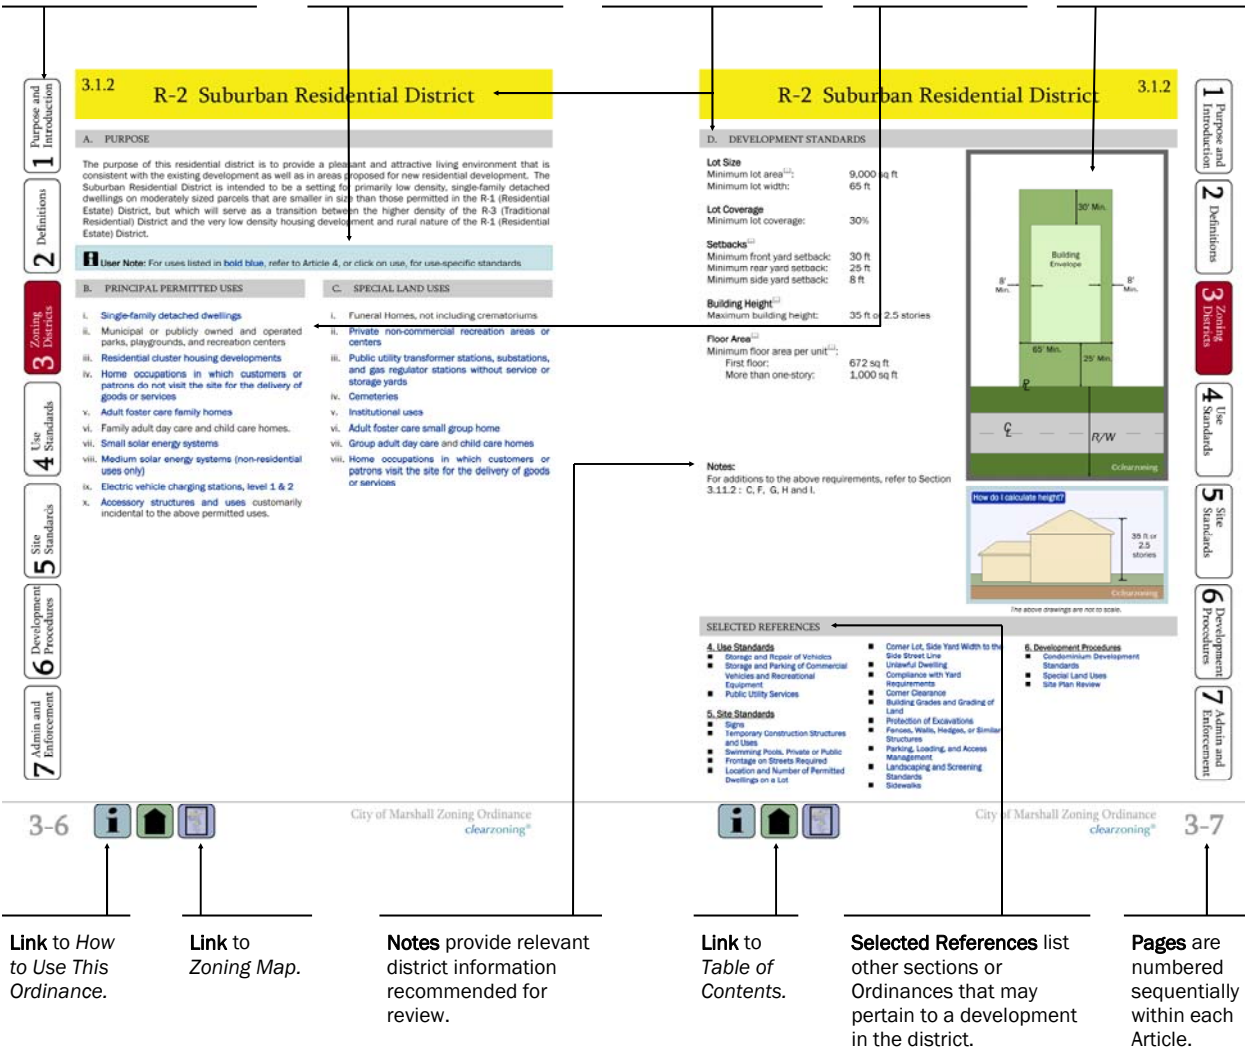 3.1.2
R-2 Suburban Residential District
A. PURPOSE
The purpose of this residential district is to provide a pleasant and attractive living environment that is
consistent with the existing development as well as in areas proposed for new residential development. The
Suburban Residential District is intended to be a setting for primarily low density, single-family detached
dwellings on moderately sized parcels that are smaller in size than those permitted in the R-1 (Residential
Estate) District, but which will serve as a transition between the higher density of the R-3 (Traditional
Residential) District and the very low density housing development and rural nature of the R-1 (Residential
Estate) District.
User Note: For uses listed in bold blue, refer to Article 4, or click on use, for use-specific standards
B. PRINCIPAL PERMITTED USES
i. Single-family detached dwellings
ii. Municipal or publicly owned and operated
parks, playgrounds, and recreation centers
iii. Residential cluster housing developments
iv. Home occupations in which customers or
patrons do not visit the site for the delivery of
goods or services
v. Adult foster care family homes
vi. Family adult day care and child care homes.
vii. Small solar energy systems
viii. Medium solar energy systems (non-residential
uses only)
ix. Electric vehicle charging stations, level 1 & 2
x. Accessory structures and uses customarily
incidental to the above permitted uses.
C. SPECIAL LAND USES
i. Funeral Homes, not including crematoriums
ii. Private non-commercial recreation areas or
centers
iii. Public utility transformer stations, substations,
and gas regulator stations without service or
storage yards
iv. Cemeteries
v. Institutional uses
vi. Adult foster care small group home
vii. Group adult day care and child care homes
viii. Home occupations in which customers or
patrons visit the site for the delivery of goods
or services
1 Purpose and
Introduction
2 Definitions
3 Zoning
Districts
4 Use
Standards
5 Site
Standards
6 Development
Procedures
7 Admin and
Enforcement
3-6
City of Marshall Zoning Ordinance
clearzoning®
R-2 Suburban Residential District
3.1.2
D. DEVELOPMENT STANDARDS
Lot Size
Minimum lot area: 9,000 sq ft
Minimum lot width: 65 ft
Lot Coverage
Minimum lot coverage: 30%
Setbacks
Minimum front yard setback: 30 ft
Minimum rear yard setback: 25 ft
Minimum side yard setback: 8 ft
Building Height
Maximum building height: 35 ft or 2.5 stories
Floor Area
Minimum floor area per unit:
First floor: 672 sq ft
More than one-story: 1,000 sq ft
Notes:
For additions to the above requirements, refer to Section
3.11.2 : C, F, G, H and I.
30' Min.
Building
Envelope
8'
Min.
8'
Min.
65' Min.
25' Min.
R/W
©clearzoning
How do I calculate height?
35 ft or
2.5
stories
©clearzoning
The above drawings are not to scale.
SELECTED REFERENCES
4. Use Standards
Storage and Repair of Vehicles
Storage and Parking of Commercial
Vehicles and Recreational
Equipment
Public Utility Services
5. Site Standards
Signs
Temporary Construction Structures
and Uses
Swimming Pools, Private or Public
Frontage on Streets Required
Location and Number of Permitted
Dwellings on a Lot
Corner Lot, Side Yard Width to the
Side Street Line
Unlawful Dwelling
Compliance with Yard
Requirements
Corner Clearance
Building Grades and Grading of
Land
Protection of Excavations
Fences, Walls, Hedges, or Similar
Structures
Parking, Loading, and Access
Management
Landscaping and Screening
Standards
Sidewalks
6. Development Procedures
Condominium Development
Standards
Special Land Uses
Site Plan Review
1 Purpose and
Introduction
2 Definitions
3 Zoning
Districts
4 Use
Standards
5 Site
Standards
6 Development
Procedures
7 Admin and
Enforcement
City of Marshall Zoning Ordinance
clearzoning®
3-7
Link to How
to Use This
Ordinance.
Link to
Zoning Map.
Notes provide relevant
district information
recommended for
review.
Link to
Table of
Contents.
Selected References list
other sections or
Ordinances that may
pertain to a development
in the district.
Pages are
numbered
sequentially
within each
Article.